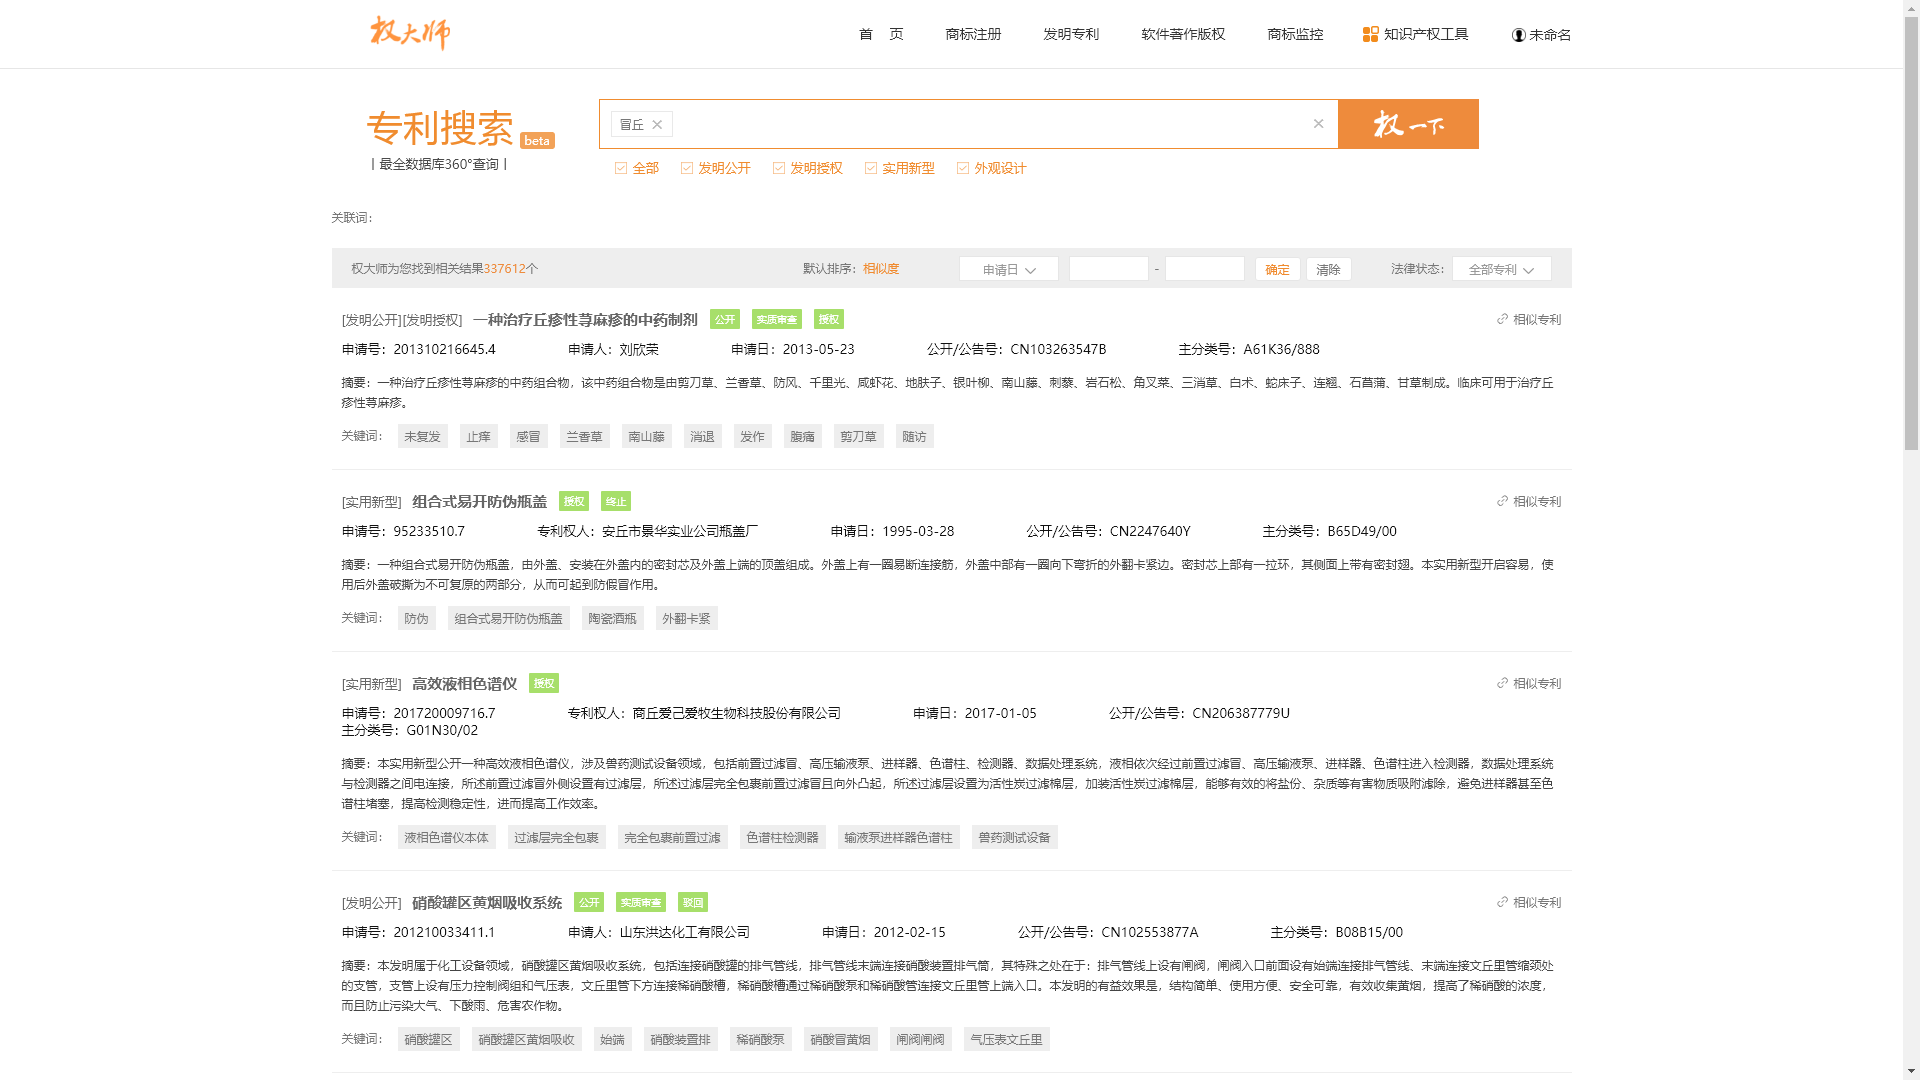 权大师
首 页
商标注册
发明专利
软件著作版权
商标监控
知识产权工具
未命名
专利搜索 beta
丨最全数据库360°查询丨
冒丘
权一下
全部
发明公开
发明授权
实用新型
外观设计
关联词：
权大师为您找到相关结果337612个
默认排序：相似度
申请日
-
确定
清除
法律状态：
全部专利
[发明公开][发明授权] 一种治疗丘疹性荨麻疹的中药制剂 公开 实质审查 授权
相似专利
申请号：201310216645.4 申请人：刘欣荣 申请日：2013-05-23 公开/公告号：CN103263547B 主分类号：A61K36/888
摘要：一种治疗丘疹性荨麻疹的中药组合物，该中药组合物是由剪刀草、兰香草、防风、千里光、咸虾花、地肤子、银叶柳、南山藤、刺藜、岩石松、角叉菜、三消草、白术、蛇床子、连翘、石菖蒲、甘草制成。临床可用于治疗丘
疹性荨麻疹。
关键词： 未复发 止痒 感冒 兰香草 南山藤 消退 发作 腹痛 剪刀草 随访
[实用新型] 组合式易开防伪瓶盖 授权 终止
相似专利
申请号：95233510.7 专利权人：安丘市景华实业公司瓶盖厂 申请日：1995-03-28 公开/公告号：CN2247640Y 主分类号：B65D49/00
摘要：一种组合式易开防伪瓶盖，由外盖、安装在外盖内的密封芯及外盖上端的顶盖组成。外盖上有一圈易断连接筋，外盖中部有一圈向下弯折的外翻卡紧边。密封芯上部有一拉环，其侧面上带有密封翅。本实用新型开启容易，使
用后外盖破撕为不可复原的两部分，从而可起到防假冒作用。
关键词： 防伪 组合式易开防伪瓶盖 陶瓷酒瓶 外翻卡紧
[实用新型] 高效液相色谱仪 授权
相似专利
申请号：201720009716.7 专利权人：商丘爱己爱牧生物科技股份有限公司 申请日：2017-01-05 公开/公告号：CN206387779U
主分类号：G01N30/02
摘要：本实用新型公开一种高效液相色谱仪，涉及兽药测试设备领域，包括前置过滤冒、高压输液泵、进样器、色谱柱、检测器、数据处理系统，液相依次经过前置过滤冒、高压输液泵、进样器、色谱柱进入检测器，数据处理系统
与检测器之间电连接，所述前置过滤冒外侧设置有过滤层，所述过滤层完全包裹前置过滤冒且向外凸起，所述过滤层设置为活性炭过滤棉层，加装活性炭过滤棉层，能够有效的将盐份、杂质等有害物质吸附滤除，避免进样器甚至色
谱柱堵塞，提高检测稳定性，进而提高工作效率。
关键词： 液相色谱仪本体 过滤层完全包裹 完全包裹前置过滤 色谱柱检测器 输液泵进样器色谱柱 兽药测试设备
[发明公开] 硝酸罐区黄烟吸收系统 公开 实质审查 驳回
相似专利
申请号：201210033411.1 申请人：山东洪达化工有限公司 申请日：2012-02-15 公开/公告号：CN102553877A 主分类号：B08B15/00
摘要：本发明属于化工设备领域，硝酸罐区黄烟吸收系统，包括连接硝酸罐的排气管线，排气管线末端连接硝酸装置排气筒，其特殊之处在于：排气管线上设有闸阀，闸阀入口前面设有始端连接排气管线、末端连接文丘里管缩颈处
的支管，支管上设有压力控制阀组和气压表，文丘里管下方连接稀硝酸槽，稀硝酸槽通过稀硝酸泵和稀硝酸管连接文丘里管上端入口。本发明的有益效果是，结构简单、使用方便、安全可靠，有效收集黄烟，提高了稀硝酸的浓度，
而且防止污染大气、下酸雨、危害农作物。
关键词： 硝酸罐区 硝酸罐区黄烟吸收 始端 硝酸装置排 稀硝酸泵 硝酸冒黄烟 闸阀闸阀 气压表文丘里